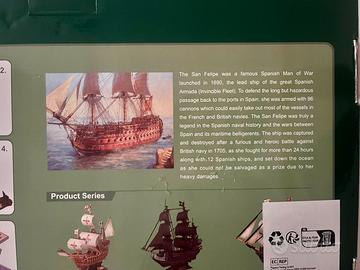 2.
The San Felipe was a famous Spanish Man of War
launched in 1690, the lead ship of the great Spanish
Armada (Invincible Fleet). To defend the long but hazardous
passage back to the ports in Spain, she was armed with 96
cannons which could easily take out most of the vessels in
the French and British navies. The San Felipe was truly a
legend in the Spanish naval history and the wars between
Spain and its maritime belligerents. The ship was captured
and destroyed after a furious and heroic battle against
British navy in 1705, as she fought for more than 24 hours
along with 12 Spanish ships, and set down the ocean
as she could not be salvaged as a prize due to her
heavy damages.
4.
Product Series
EC REP